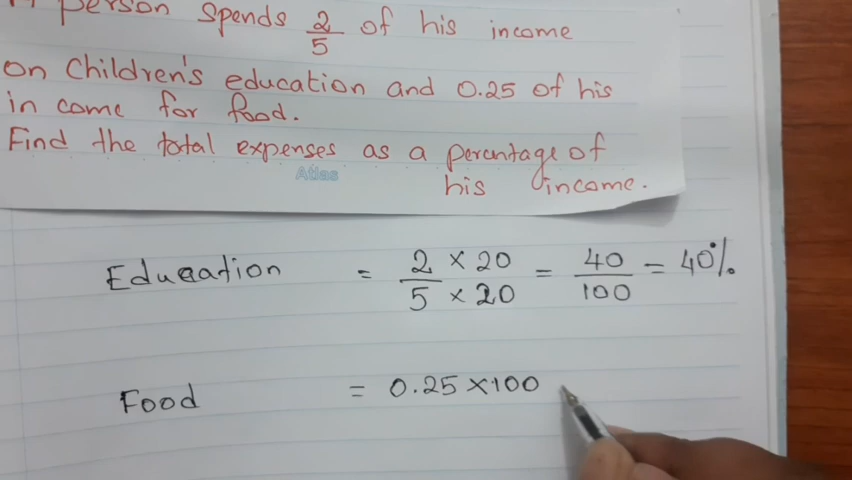 person spends 2/5 of his income
on Children's education and 0.25 of his
in come for food.
Find the total expenses as a percentage of
his income.
Atlas
Education = 2 × 20 / 5 × 20 = 40/100 = 40%
Food = 0.25 × 100